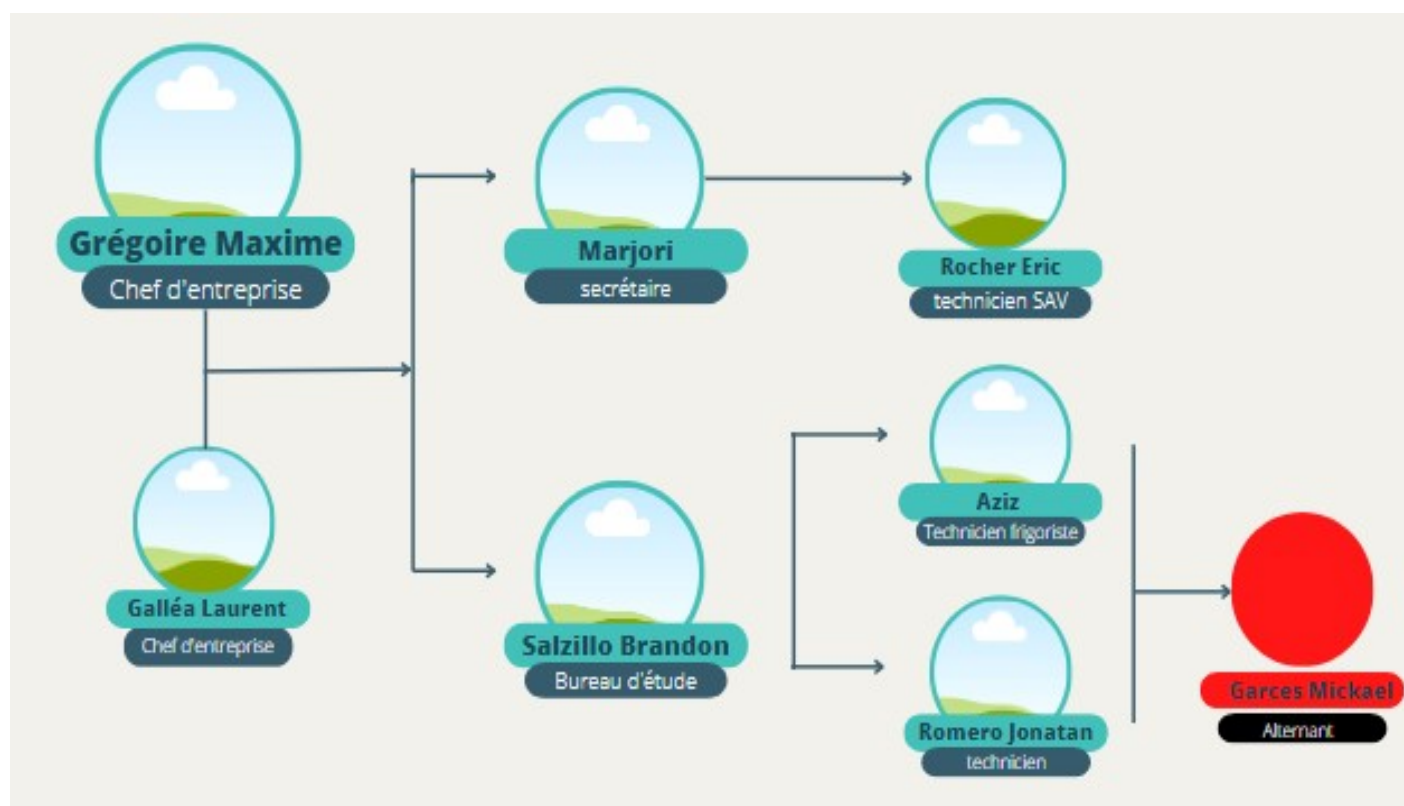 Grégoire Maxime
Chef d'entreprise
Marjori
secrétaire
Rocher Eric
technicien SAV
Galléa Laurent
Chef d'entreprise
Salzillo Brandon
Bureau d'étude
Aziz
Technicien frigoriste
Romero Jonatan
technicien
Garces Mickael
Alternant